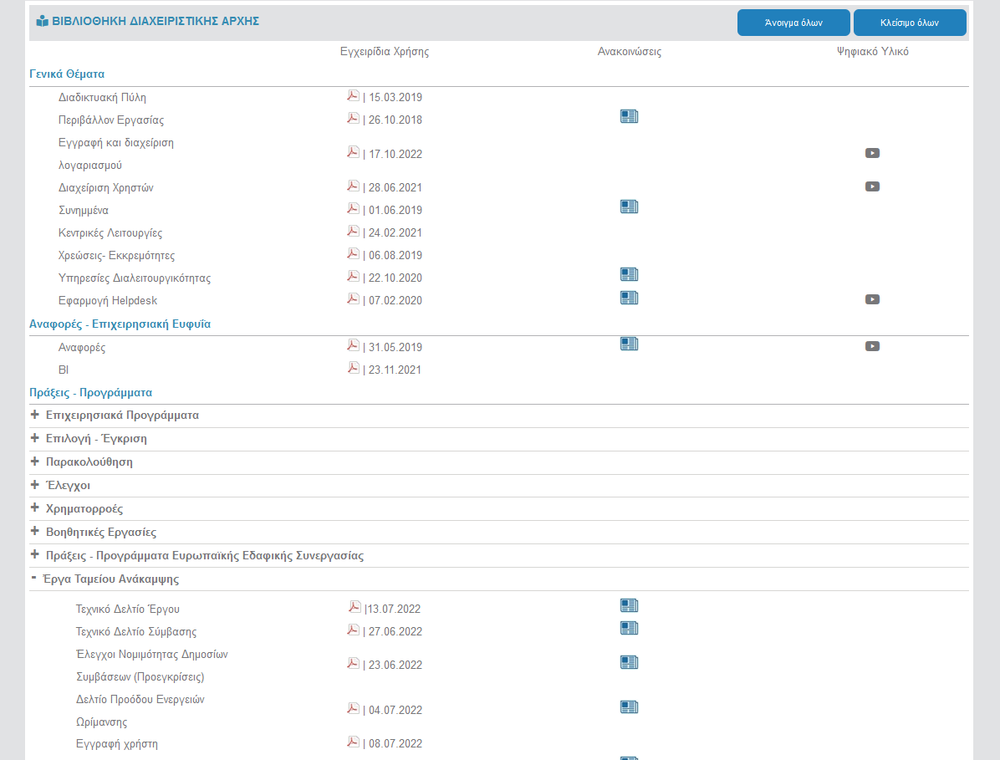 ΒΙΒΛΙΟΘΗΚΗ ΔΙΑΧΕΙΡΙΣΤΙΚΗΣ ΑΡΧΗΣ Άνοιγμα όλων Κλείσιμο όλων
Εγχειρίδια Χρήσης Ανακοινώσεις Ψηφιακό Υλικό
Γενικά Θέματα
Διαδικτυακή Πύλη | 15.03.2019
Περιβάλλον Εργασίας | 26.10.2018
Εγγραφή και διαχείριση
λογαριασμού | 17.10.2022
Διαχείριση Χρηστών | 28.06.2021
Συνημμένα | 01.06.2019
Κεντρικές Λειτουργίες | 24.02.2021
Χρεώσεις- Εκκρεμότητες | 06.08.2019
Υπηρεσίες Διαλειτουργικότητας | 22.10.2020
Εφαρμογή Helpdesk | 07.02.2020
Αναφορές - Επιχειρησιακή Ευφυΐα
Αναφορές | 31.05.2019
BI | 23.11.2021
Πράξεις - Προγράμματα
+ Επιχειρησιακά Προγράμματα
+ Επιλογή - Έγκριση
+ Παρακολούθηση
+ Έλεγχοι
+ Χρηματορροές
+ Βοηθητικές Εργασίες
+ Πράξεις - Προγράμματα Ευρωπαϊκής Εδαφικής Συνεργασίας
- Έργα Ταμείου Ανάκαμψης
Τεχνικό Δελτίο Έργου |13.07.2022
Τεχνικό Δελτίο Σύμβασης | 27.06.2022
Έλεγχοι Νομιμότητας Δημοσίων
Συμβάσεων (Προεγκρίσεις) | 23.06.2022
Δελτίο Προόδου Ενεργειών
Ωρίμανσης | 04.07.2022
Εγγραφή χρήστη | 08.07.2022